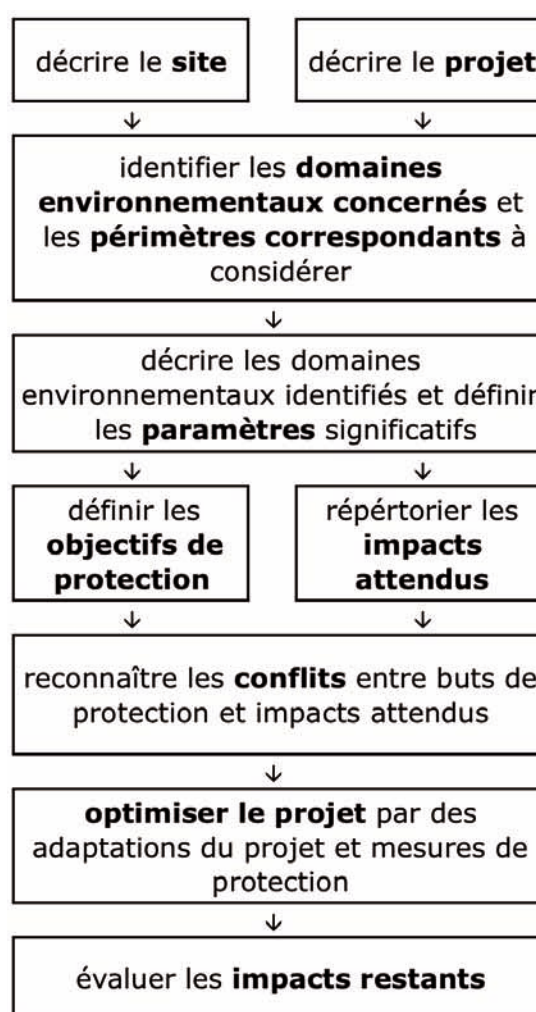 décrire le site
décrire le projet
↓
↓
identifier les domaines
environnementaux concernés et
les périmètres correspondants à
considérer
↓
décrire les domaines
environnementaux identifiés et définir
les paramètres significatifs
↓
↓
définir les
objectifs de
protection
répértorier les
impacts
attendus
↓
↓
reconnaître les conflits entre buts de
protection et impacts attendus
↓
optimiser le projet par des
adaptations du projet et mesures de
protection
↓
évaluer les impacts restants